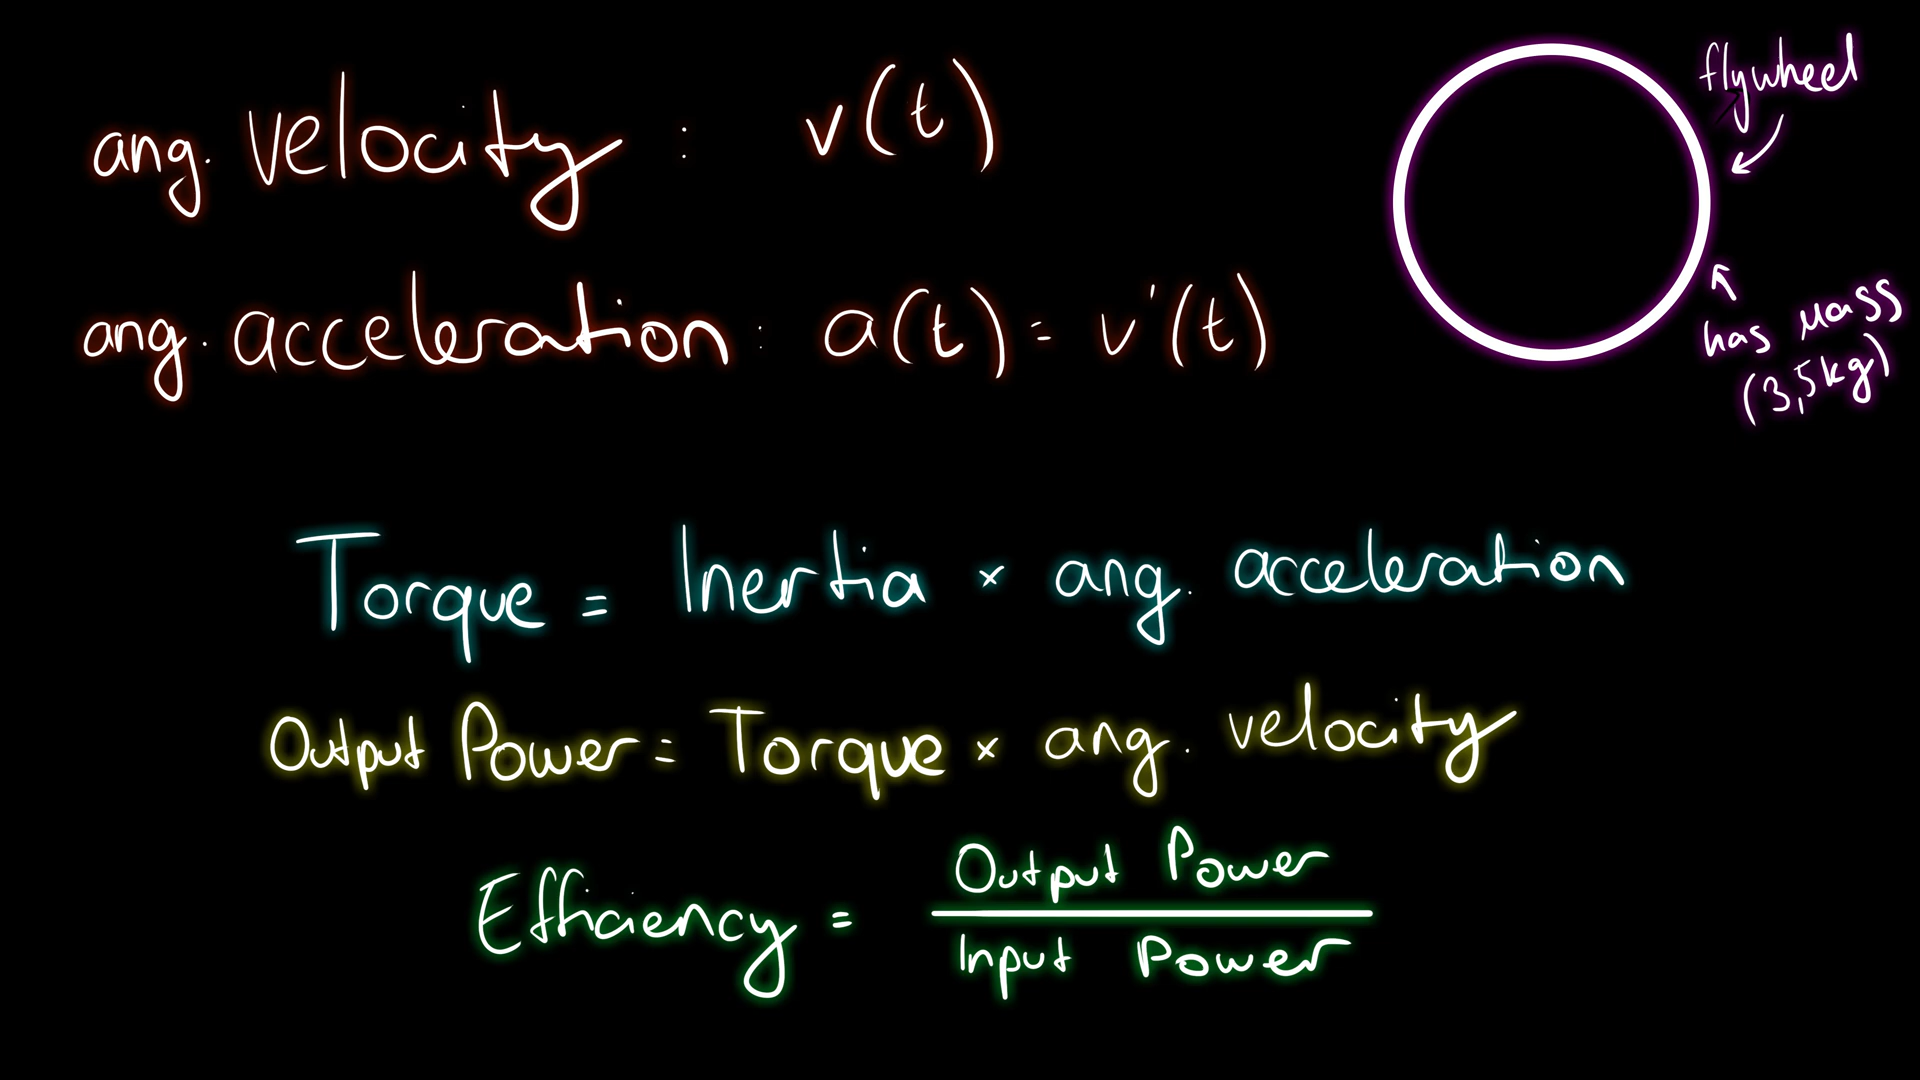 ang. velocity : v(t)
ang. acceleration : a(t) = v'(t)
flywheel
has mass
(3,5kg)
Torque = Inertia × ang. acceleration
Output Power = Torque × ang. velocity
Efficiency = Output Power
Input Power